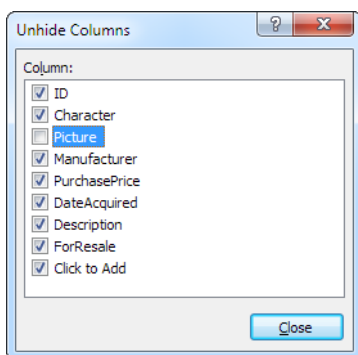 Unhide Columns
?
Column:
ID
Character
Picture
Manufacturer
PurchasePrice
DateAcquired
Description
ForResale
Click to Add
Close